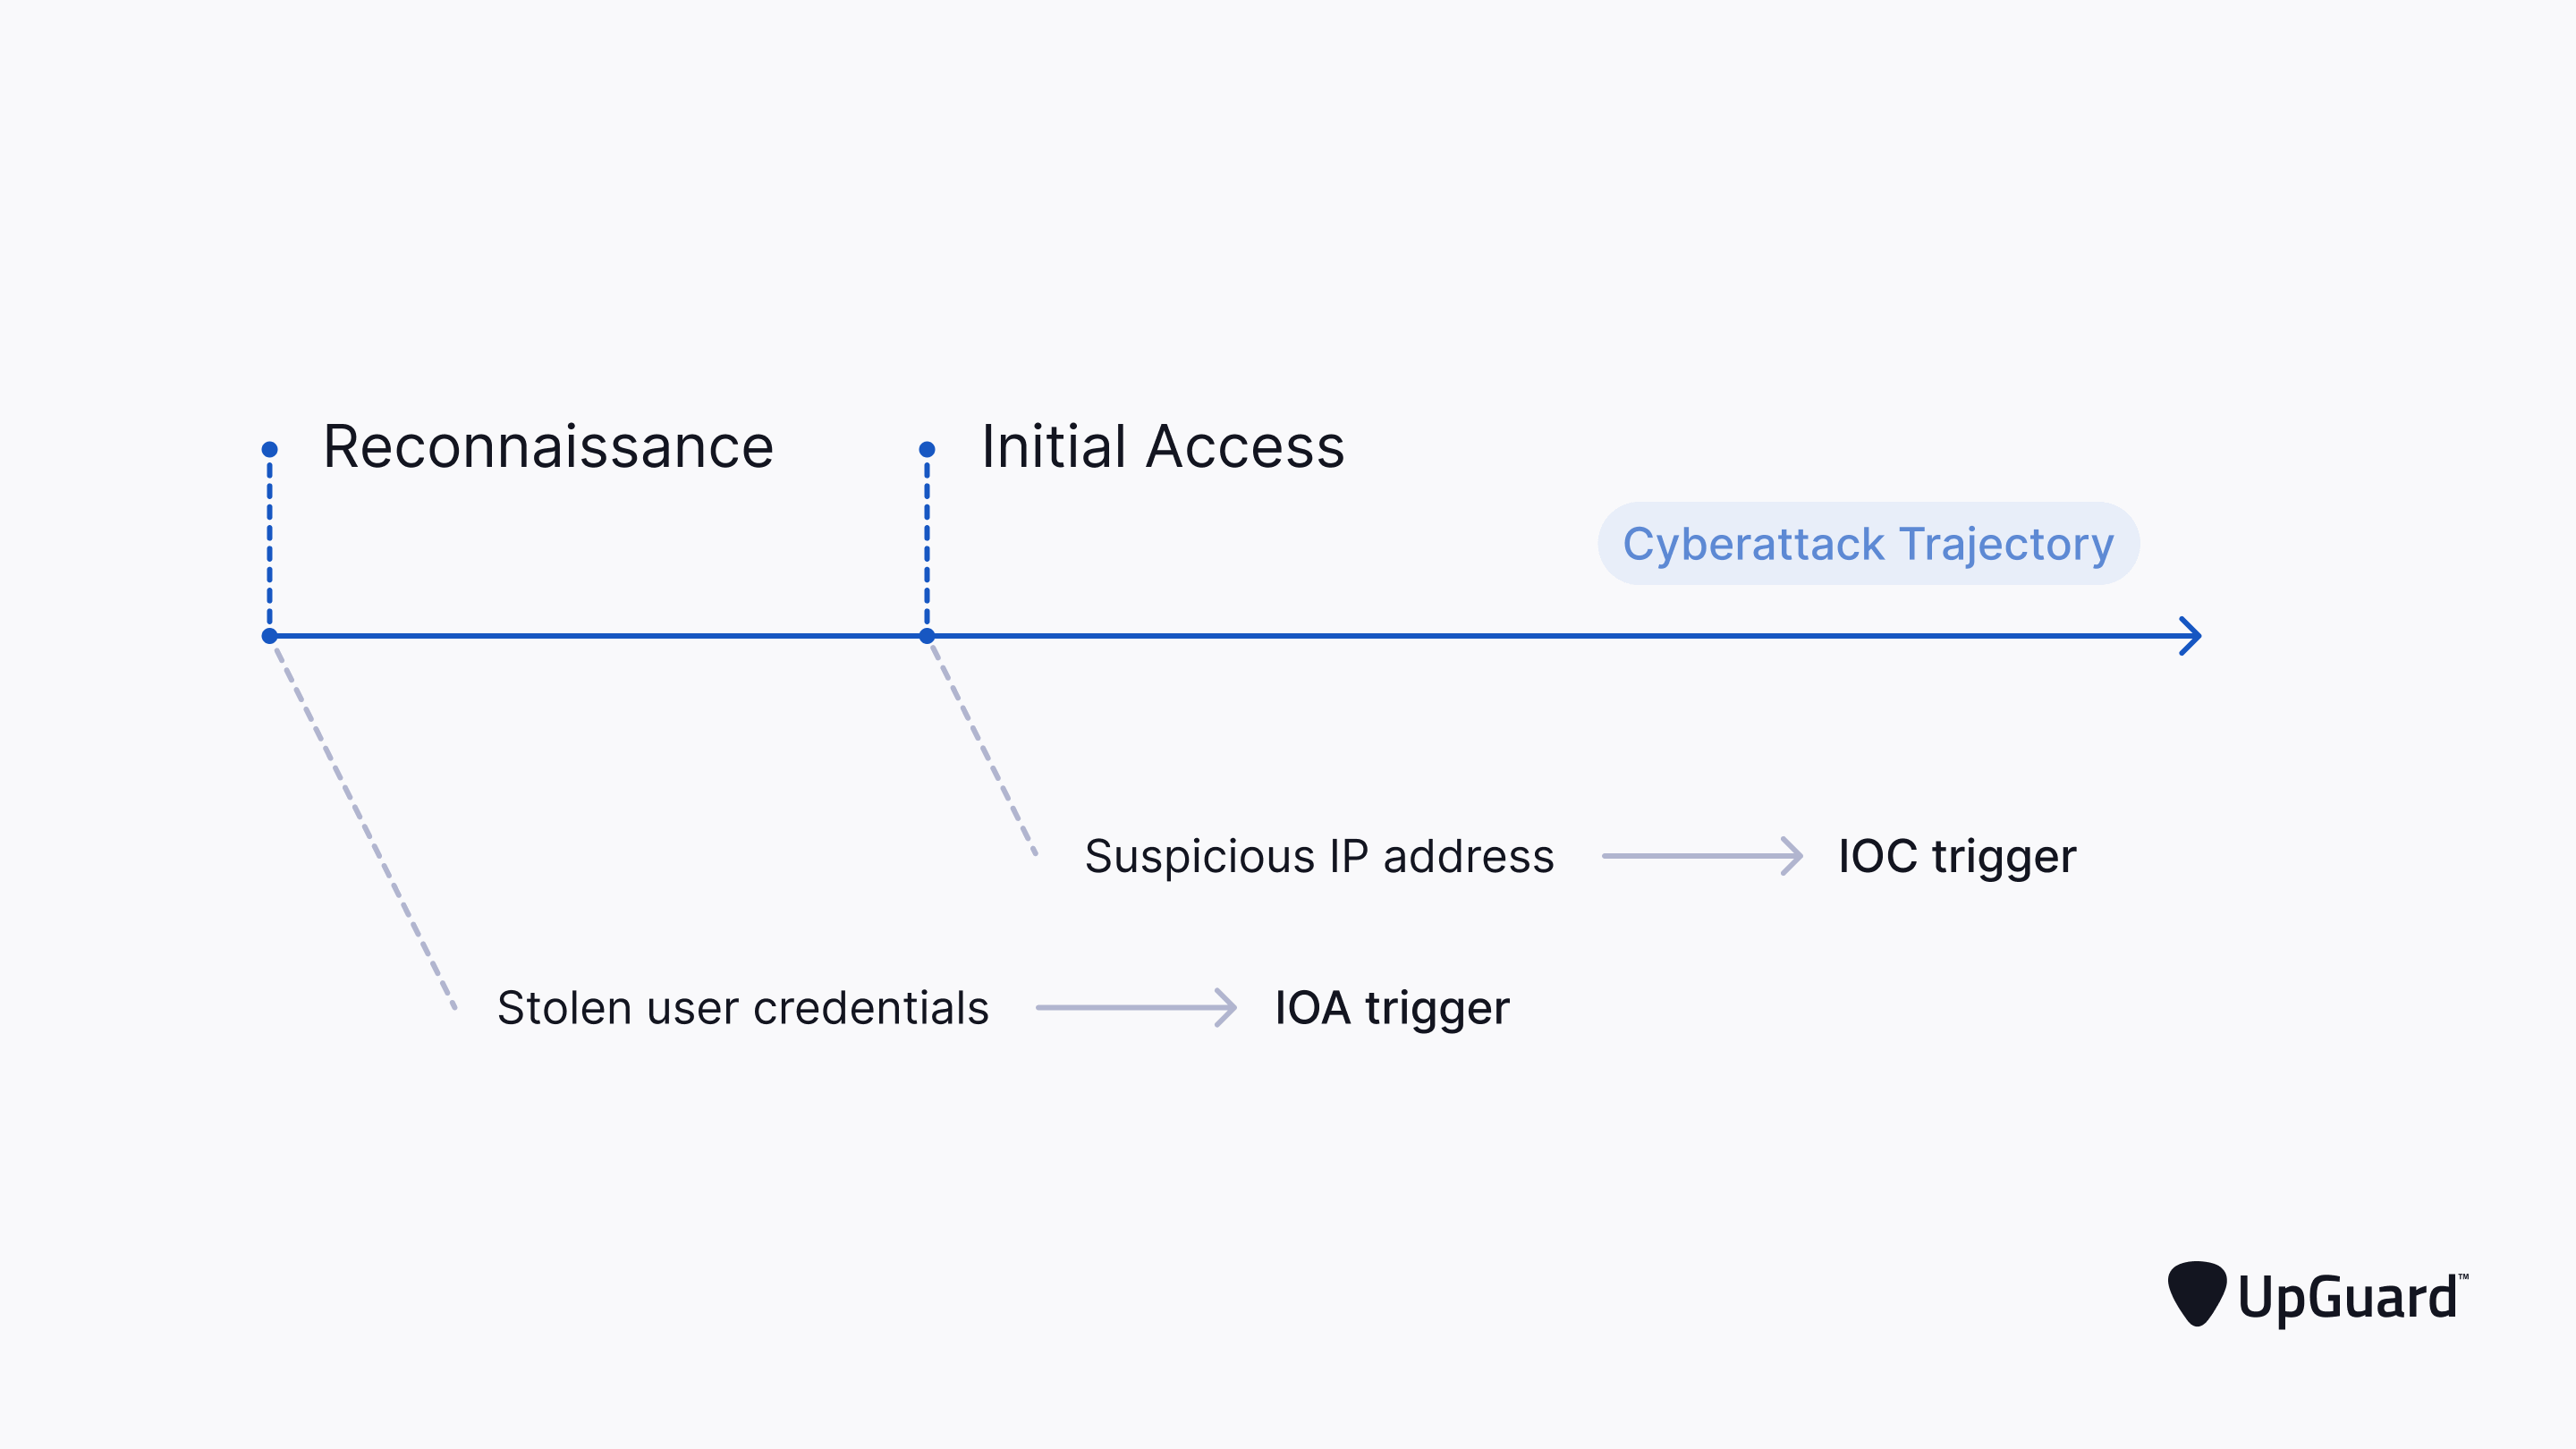 Reconnaissance
Initial Access
Cyberattack Trajectory
Suspicious IP address
IOC trigger
Stolen user credentials
IOA trigger
UpGuard™